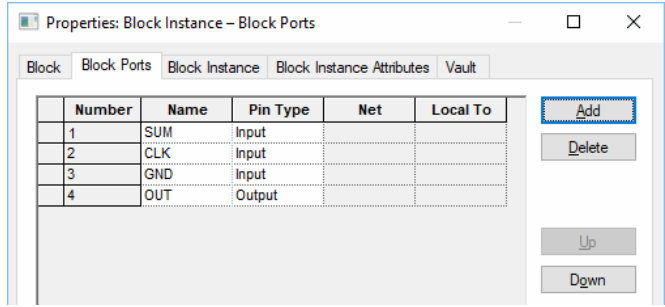 Properties: Block Instance – Block Ports
Block Block Ports Block Instance Block Instance Attributes Vault
Number Name Pin Type Net Local To
1 SUM Input
2 CLK Input
3 GND Input
4 OUT Output
Add
Delete
Up
Down